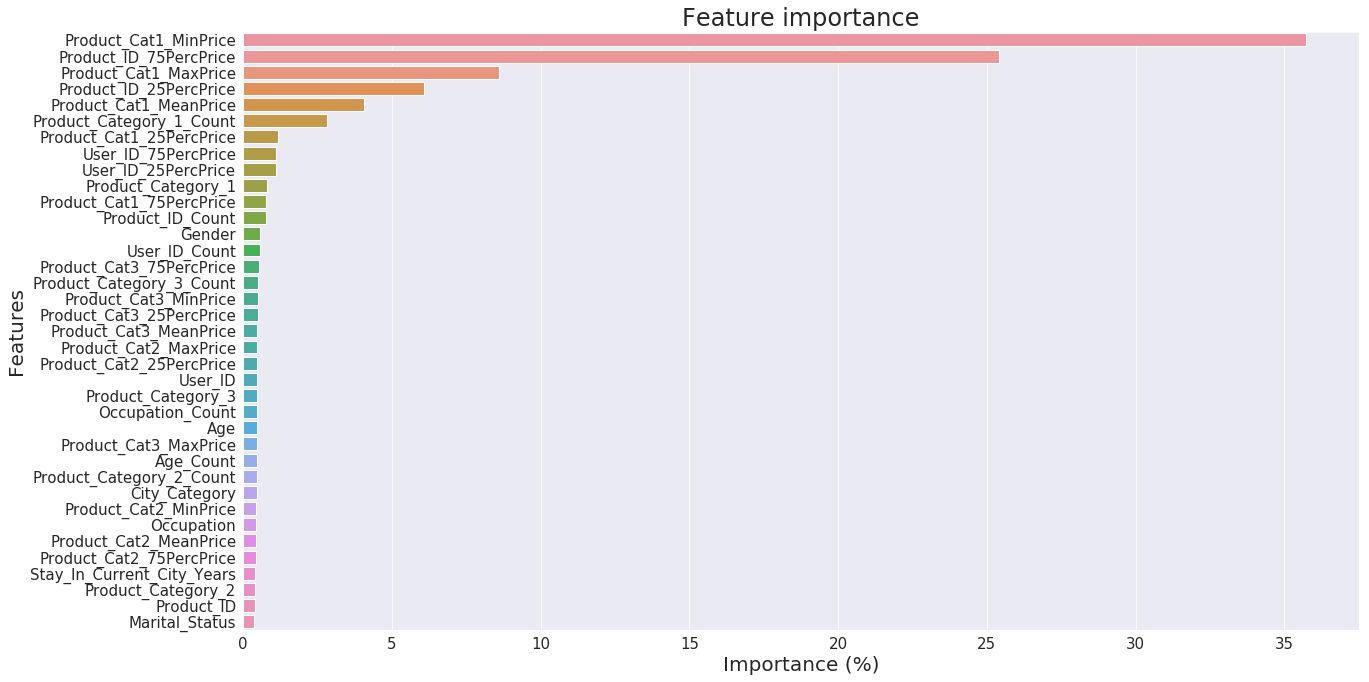 Feature importance
Product_Cat1_MinPrice
Product_ID_75PercPrice
Product_Cat1_MaxPrice
Product_ID_25PercPrice
Product_Cat1_MeanPrice
Product_Category_1_Count
Product_Cat1_25PercPrice
User_ID_75PercPrice
User_ID_25PercPrice
Product_Category_1
Product_Cat1_75PercPrice
Product_ID_Count
Gender
User_ID_Count
Product_Cat3_75PercPrice
Product_Category_3_Count
Product_Cat3_MinPrice
Product_Cat3_25PercPrice
Product_Cat3_MeanPrice
Product_Cat2_MaxPrice
Product_Cat2_25PercPrice
User_ID
Product_Category_3
Occupation_Count
Age
Product_Cat3_MaxPrice
Age_Count
Product_Category_2_Count
City_Category
Product_Cat2_MinPrice
Occupation
Product_Cat2_MeanPrice
Product_Cat2_75PercPrice
Stay_In_Current_City_Years
Product_Category_2
Product_ID
Marital_Status
Features
0 5 10 15 20 25 30 35
Importance (%)